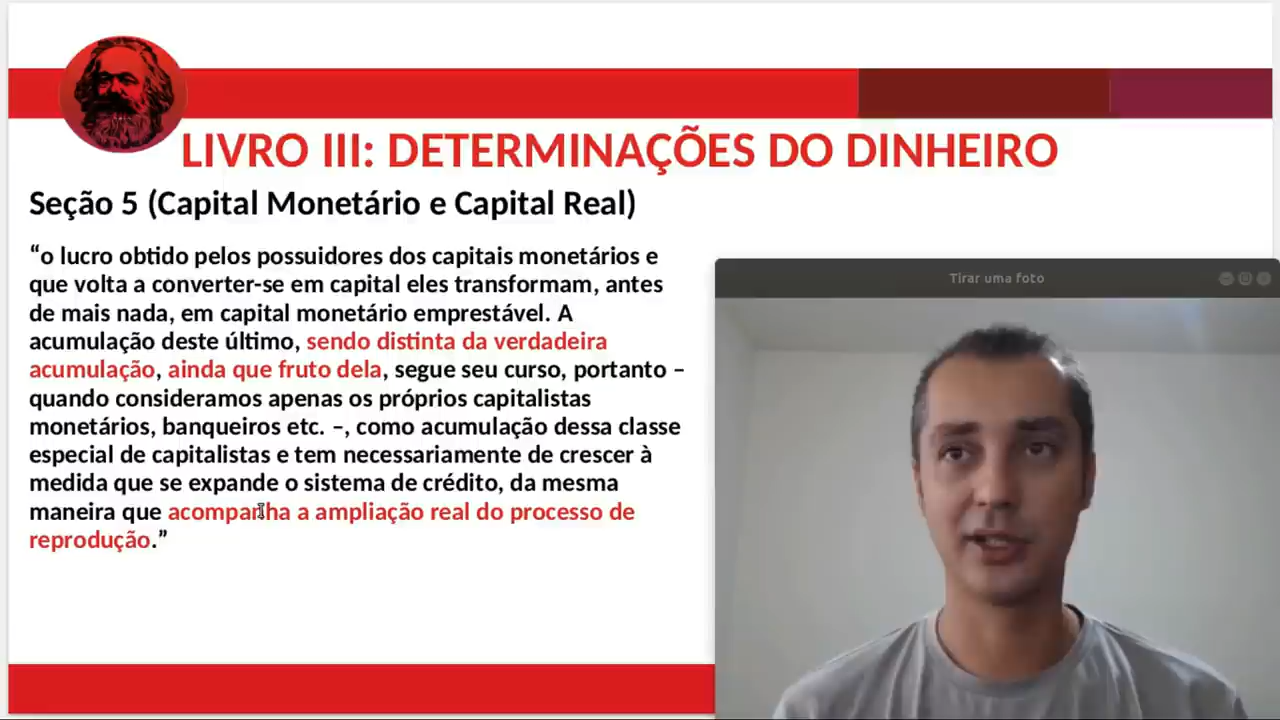 LIVRO III: DETERMINAÇÕES DO DINHEIRO
Seção 5 (Capital Monetário e Capital Real)
“o lucro obtido pelos possuidores dos capitais monetários e
que volta a converter-se em capital eles transformam, antes
de mais nada, em capital monetário emprestável. A
acumulação deste último, sendo distinta da verdadeira
acumulação, ainda que fruto dela, segue seu curso, portanto –
quando consideramos apenas os próprios capitalistas
monetários, banqueiros etc. –, como acumulação dessa classe
especial de capitalistas e tem necessariamente de crescer à
medida que se expande o sistema de crédito, da mesma
maneira que acompanha a ampliação real do processo de
reprodução.”
Tirar uma foto